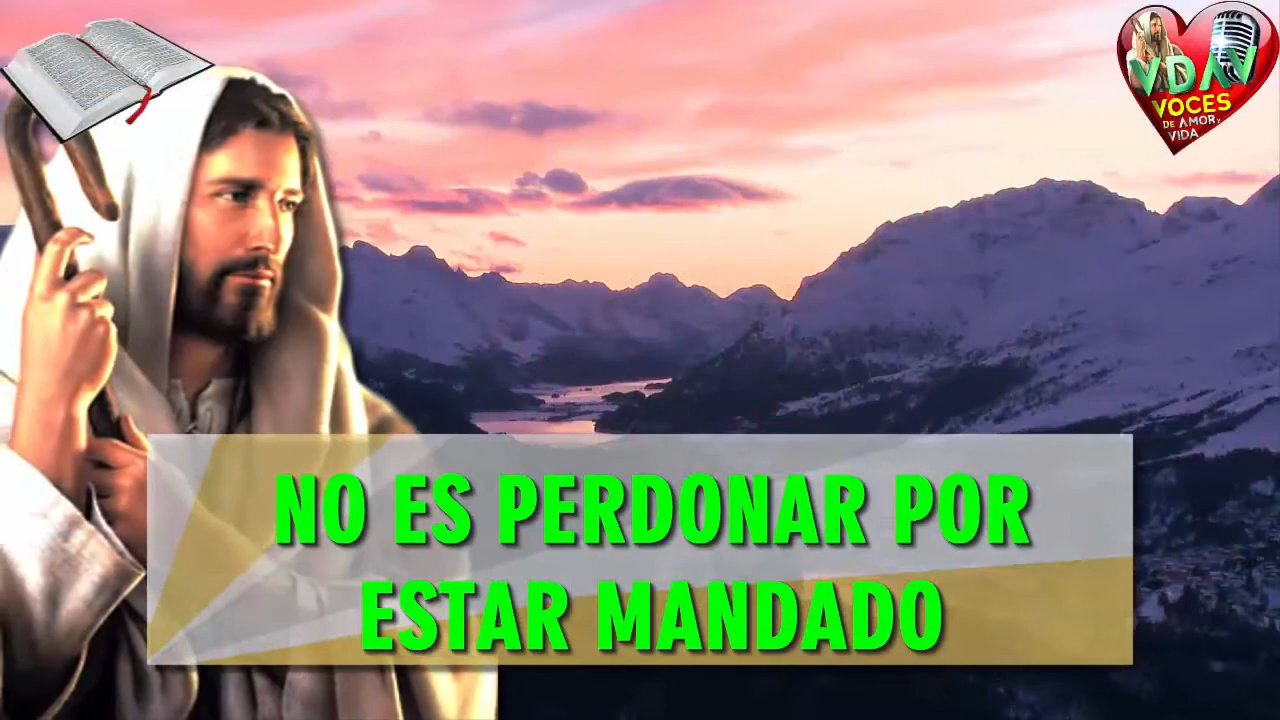 VDAV
VOCES
DE AMOR Y
VIDA
NO ES PERDONAR POR
ESTAR MANDADO